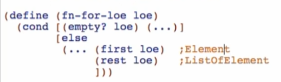 (define (fn-for-loe loe)
  (cond [(empty? loe) (...)]
        [else
         (... (first loe)  ;Element
              (rest loe)   ;ListOfElement
              ]))